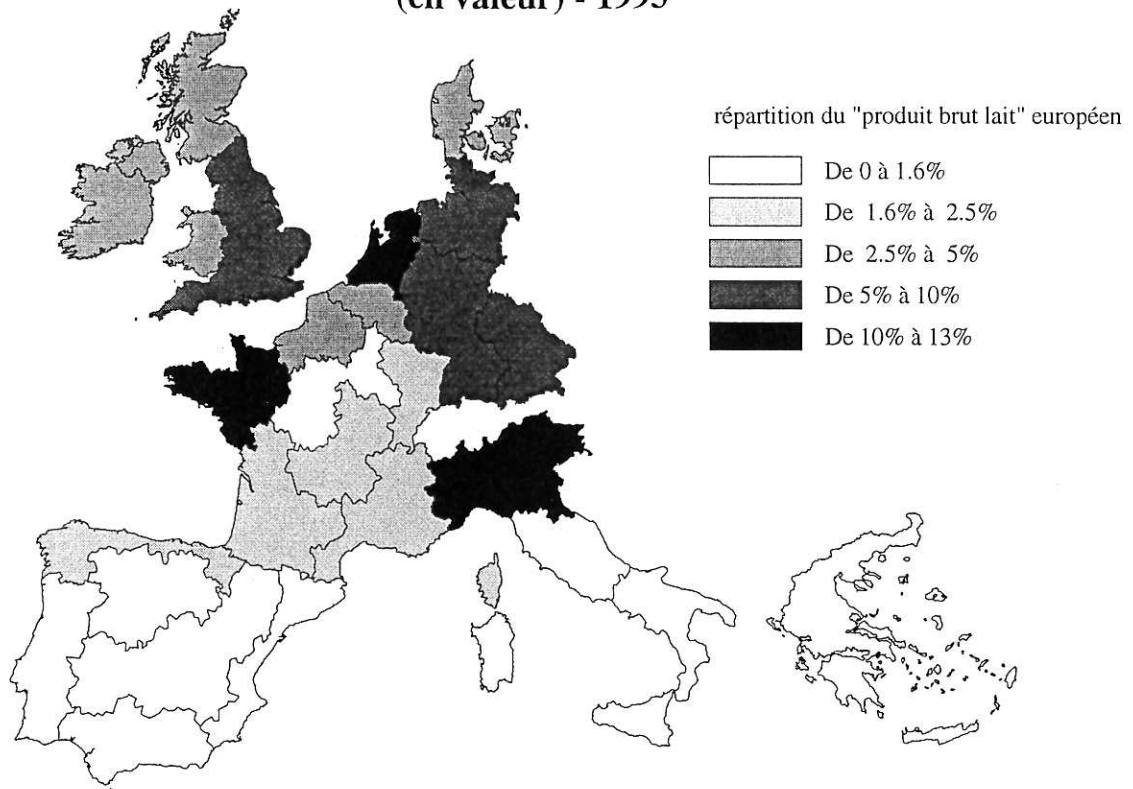 (en valeur) - 1995
répartition du "produit brut lait" européen
De 0 à 1.6%
De 1.6% à 2.5%
De 2.5% à 5%
De 5% à 10%
De 10% à 13%